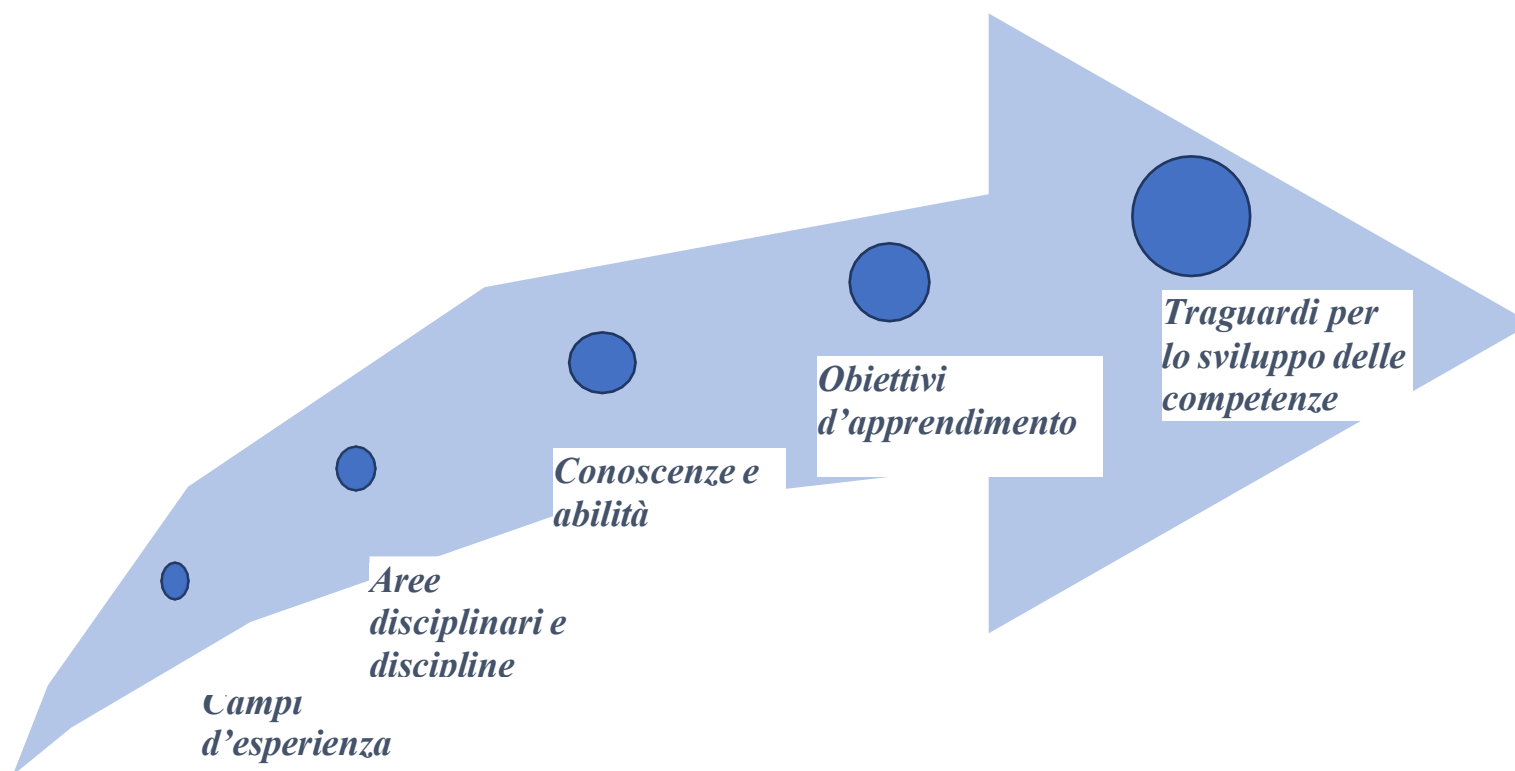 Traguardi per
lo sviluppo delle
competenze
Obiettivi
d’apprendimento
Conoscenze e
abilità
Aree
disciplinari e
discipline
Campi
d’esperienza